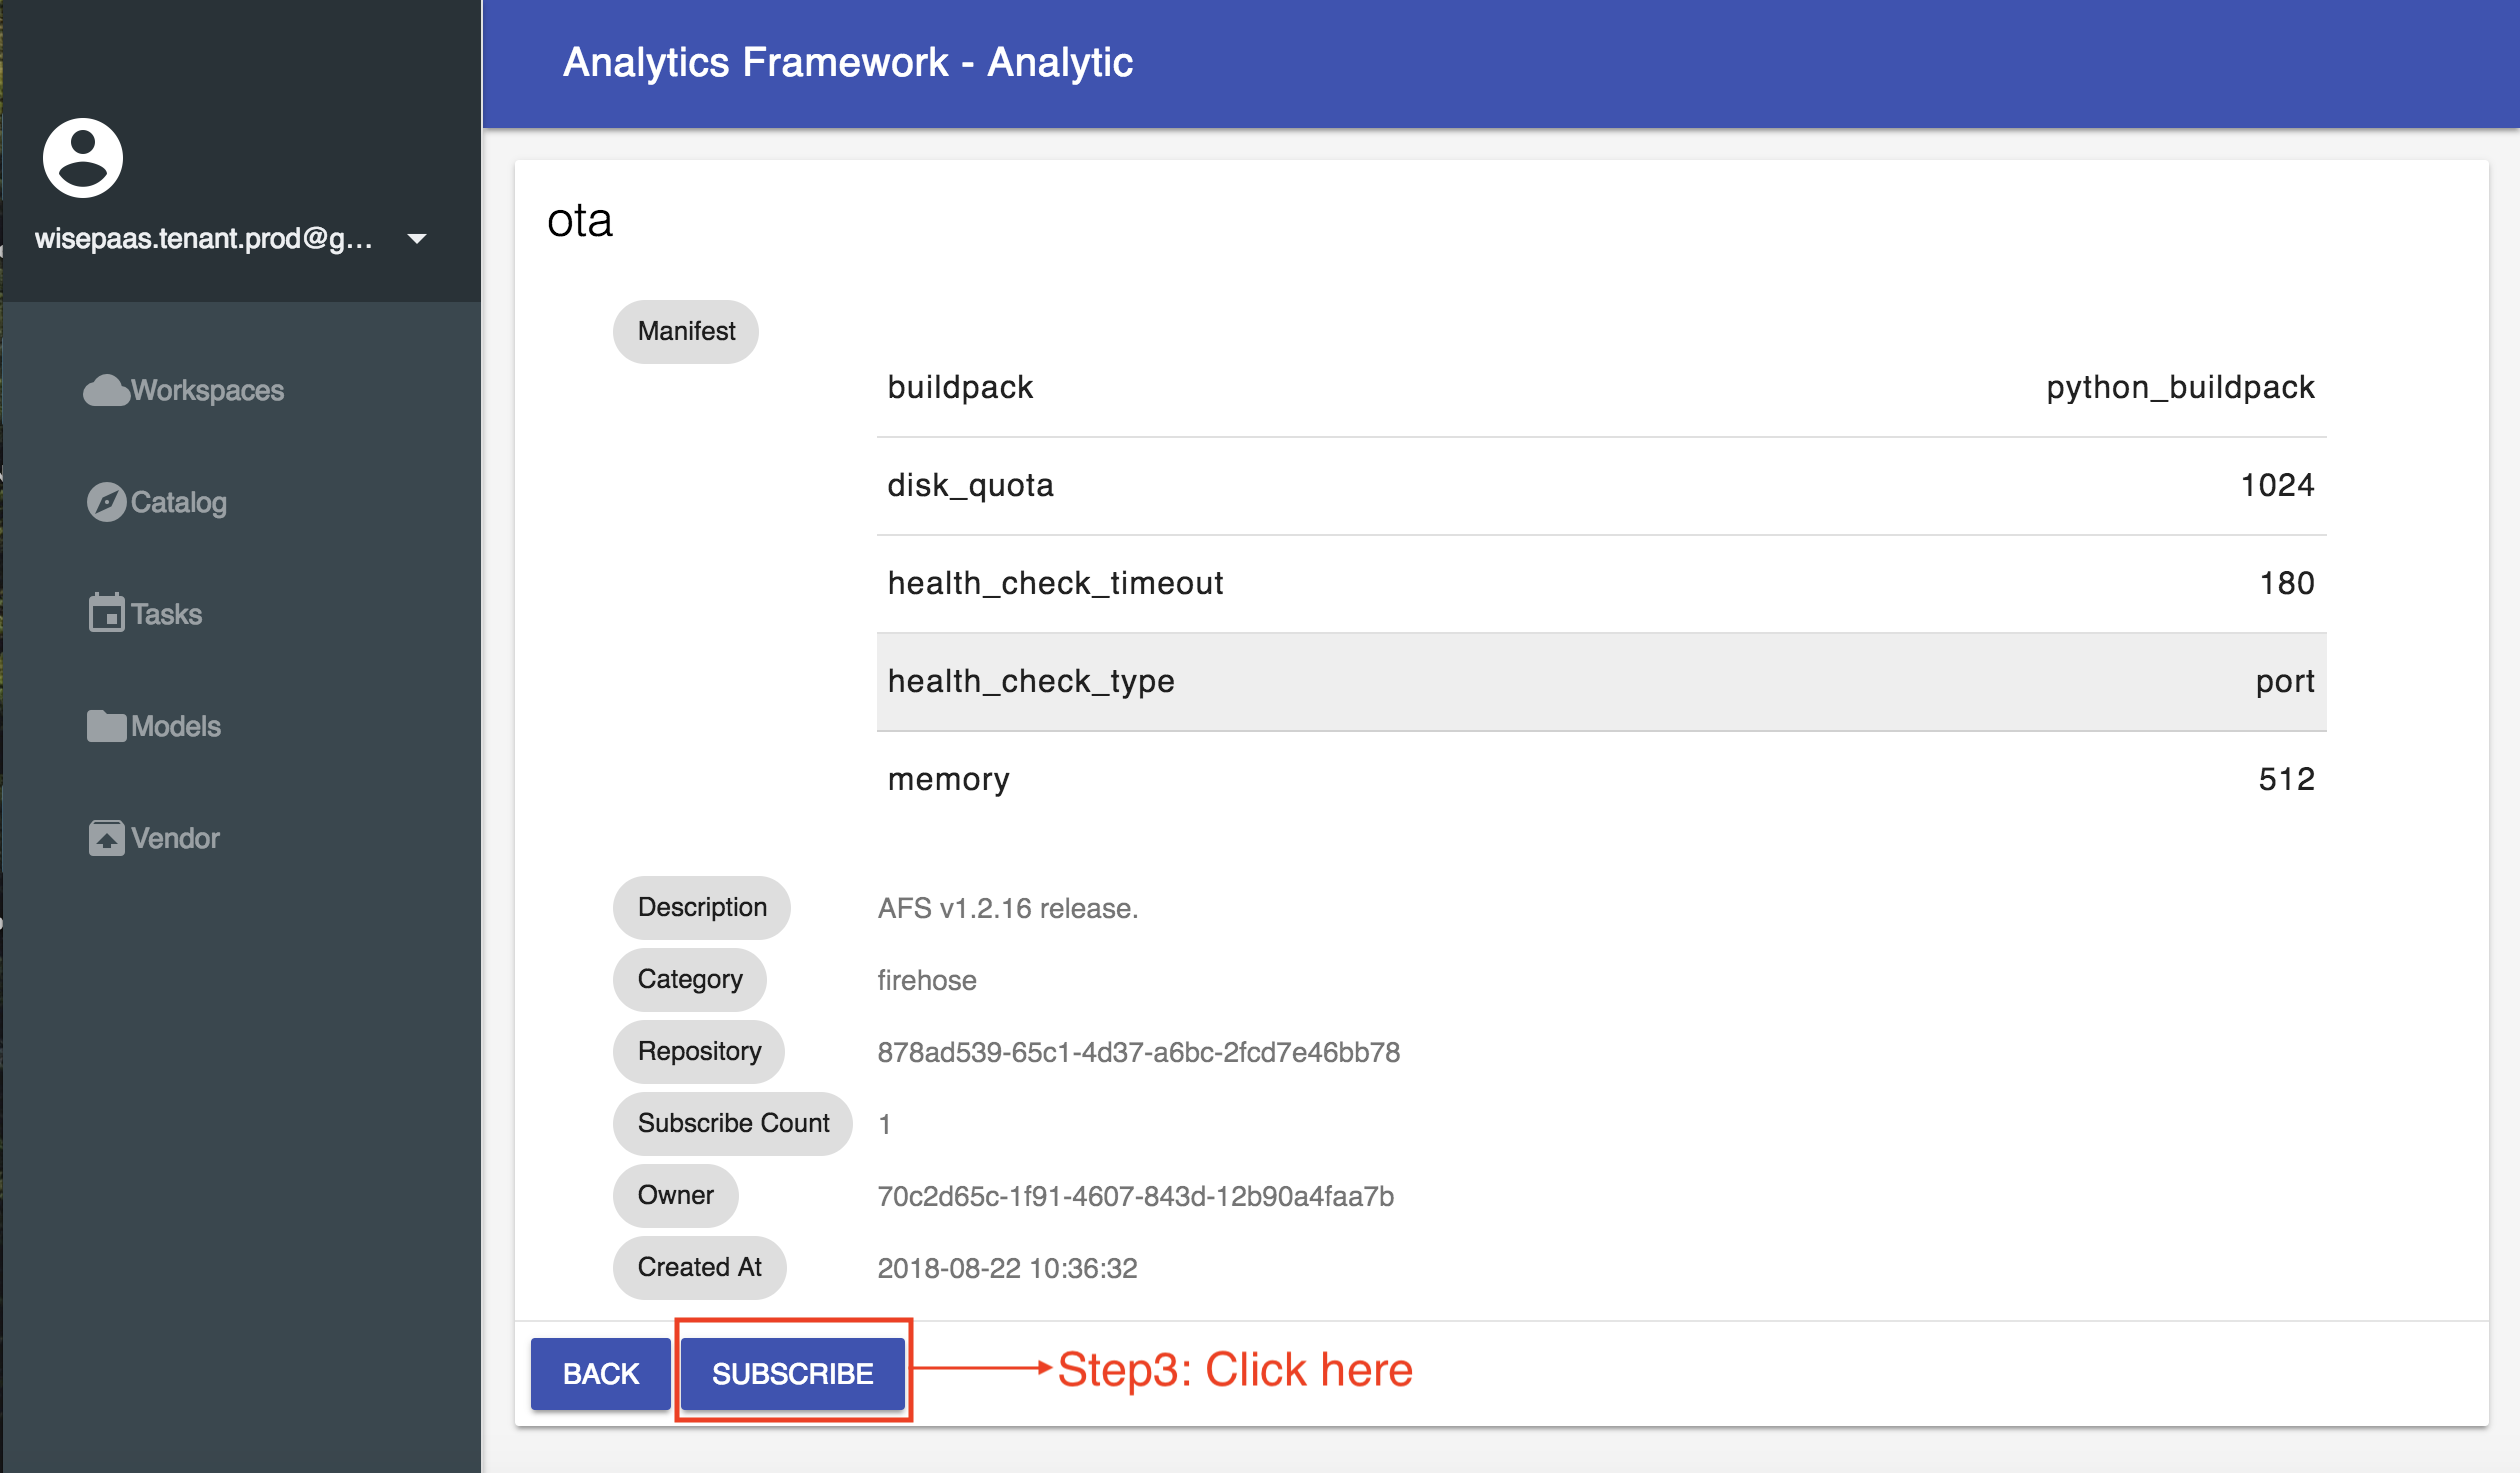 Analytics Framework - Analytic
wisepaas.tenant.prod@g...
Workspaces
Catalog
Tasks
Models
Vendor
ota
Manifest
buildpack python_buildpack
disk_quota 1024
health_check_timeout 180
health_check_type port
memory 512
Description AFS v1.2.16 release.
Category firehose
Repository 878ad539-65c1-4d37-a6bc-2fcd7e46bb78
Subscribe Count 1
Owner 70c2d65c-1f91-4607-843d-12b90a4faa7b
Created At 2018-08-22 10:36:32
BACK SUBSCRIBE Step3: Click here